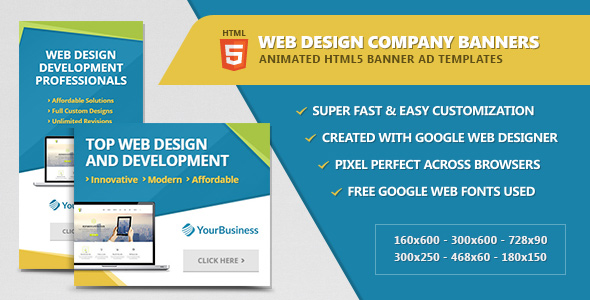 HTML
5
WEB DESIGN COMPANY BANNERS
ANIMATED HTML5 BANNER AD TEMPLATES
WEB DESIGN
DEVELOPMENT
PROFESSIONALS
› Affordable Solutions
› Full Custom Designs
› Unlimited Revisions
TOP WEB DESIGN
AND DEVELOPMENT
› Innovative › Modern › Affordable
YourBusiness
CLICK HERE ›
✓ SUPER FAST & EASY CUSTOMIZATION
✓ CREATED WITH GOOGLE WEB DESIGNER
✓ PIXEL PERFECT ACROSS BROWSERS
✓ FREE GOOGLE WEB FONTS USED
160x600 - 300x600 - 728x90
300x250 - 468x60 - 180x150